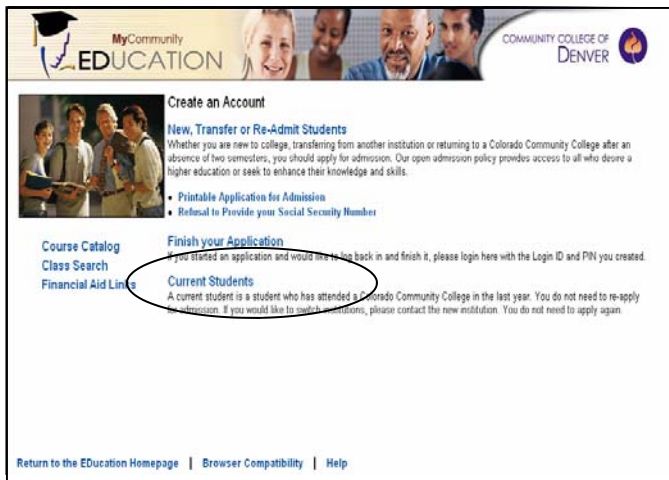 MyCommunity
EDUCATION
COMMUNITY COLLEGE OF
DENVER
Create an Account
New, Transfer or Re-Admit Students
Whether you are new to college, transferring from another institution or returning to a Colorado Community College after an
absence of two semesters, you should apply for admission. Our open admission policy provides access to all who desire a
higher education or seek to enhance their knowledge and skills.
• Printable Application for Admission
• Refusal to Provide your Social Security Number
Course Catalog
Class Search
Financial Aid Links
Finish your Application
If you started an application and would like to log back in and finish it, please login here with the Login ID and PIN you created.
Current Students
A current student is a student who has attended a Colorado Community College in the last year. You do not need to re-apply
for admission. If you would like to switch institutions, please contact the new institution. You do not need to apply again.
Return to the EDucation Homepage | Browser Compatibility | Help